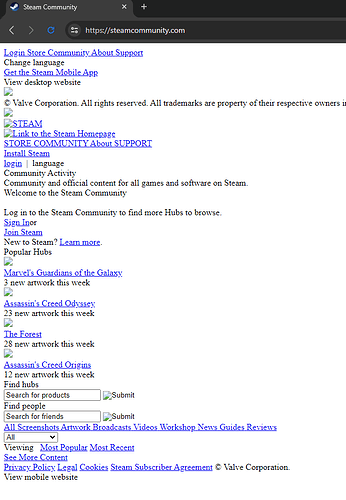 Steam Community
https://steamcommunity.com
Login Store Community About Support
Change language
Get the Steam Mobile App
View desktop website
© Valve Corporation. All rights reserved. All trademarks are property of their respective owners i
STEAM
Link to the Steam Homepage
STORE COMMUNITY About SUPPORT
Install Steam
login | language
Community Activity
Community and official content for all games and software on Steam.
Welcome to the Steam Community
Log in to the Steam Community to find more Hubs to browse.
Sign Inor
Join Steam
New to Steam? Learn more.
Popular Hubs
Marvel's Guardians of the Galaxy
3 new artwork this week
Assassin's Creed Odyssey
23 new artwork this week
The Forest
28 new artwork this week
Assassin's Creed Origins
12 new artwork this week
Find hubs
Search for products Submit
Find people
Search for friends Submit
All Screenshots Artwork Broadcasts Videos Workshop News Guides Reviews
All
Viewing Most Popular Most Recent
See More Content
Privacy Policy Legal Cookies Steam Subscriber Agreement © Valve Corporation.
View mobile website